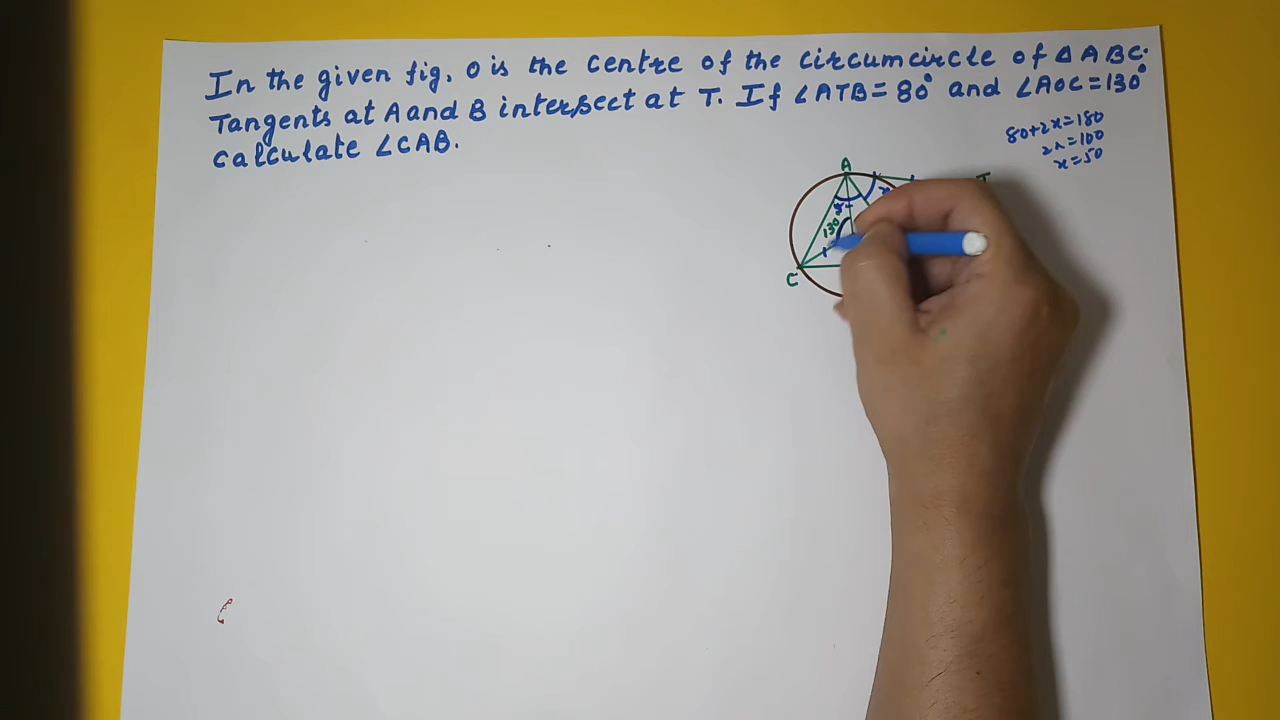 In the given fig, O is the centre of the circumcircle of ΔABC.
Tangents at A and B intersect at T. If ∠ATB = 80° and ∠AOC = 130°
calculate ∠CAB.
80+2x=180
2x=100
x=50
A
T
x
130
C